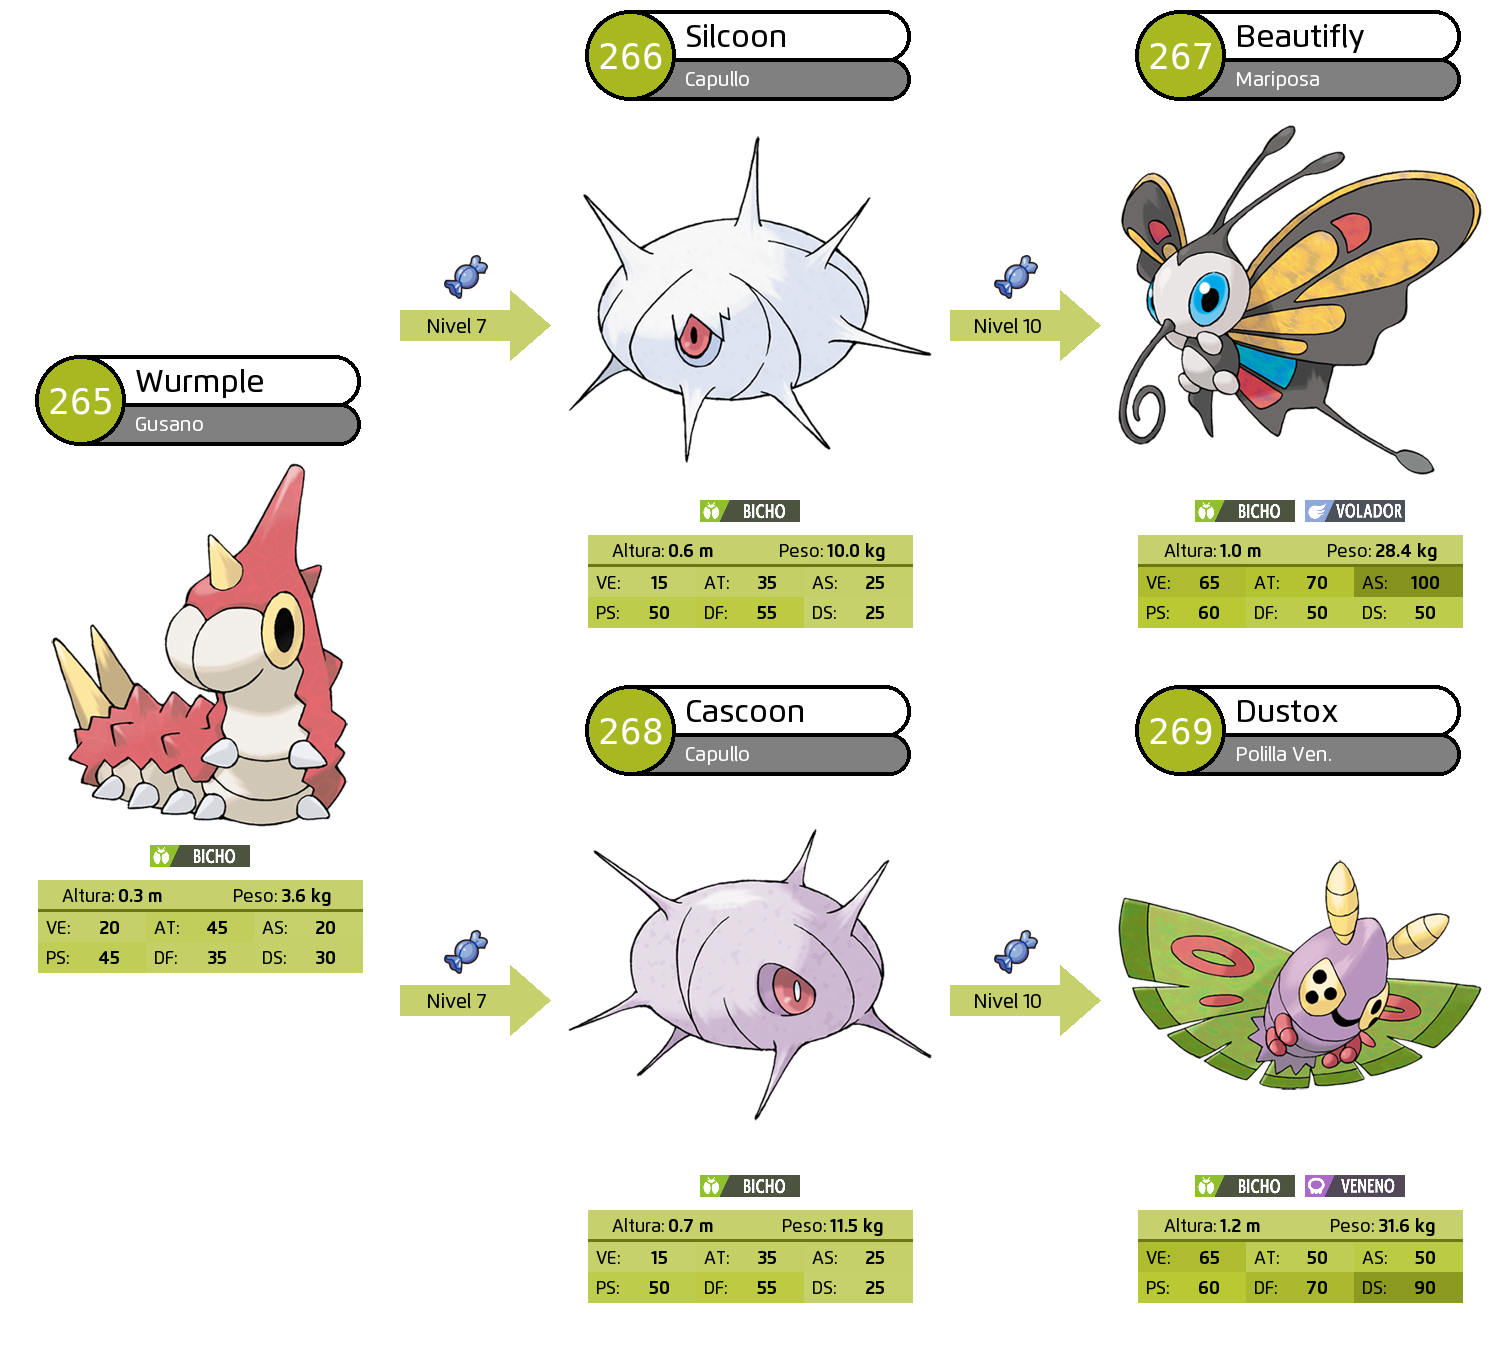 265
Wurmple
Gusano
BICHO
Altura: 0.3 m Peso: 3.6 kg
VE: 20 AT: 45 AS: 20
PS: 45 DF: 35 DS: 30
Nivel 7
266
Silcoon
Capullo
BICHO
Altura: 0.6 m Peso: 10.0 kg
VE: 15 AT: 35 AS: 25
PS: 50 DF: 55 DS: 25
Nivel 10
267
Beautifly
Mariposa
BICHO VOLADOR
Altura: 1.0 m Peso: 28.4 kg
VE: 65 AT: 70 AS: 100
PS: 60 DF: 50 DS: 50
Nivel 7
268
Cascoon
Capullo
BICHO
Altura: 0.7 m Peso: 11.5 kg
VE: 15 AT: 35 AS: 25
PS: 50 DF: 55 DS: 25
Nivel 10
269
Dustox
Polilla Ven.
BICHO VENENO
Altura: 1.2 m Peso: 31.6 kg
VE: 65 AT: 50 AS: 50
PS: 60 DF: 70 DS: 90